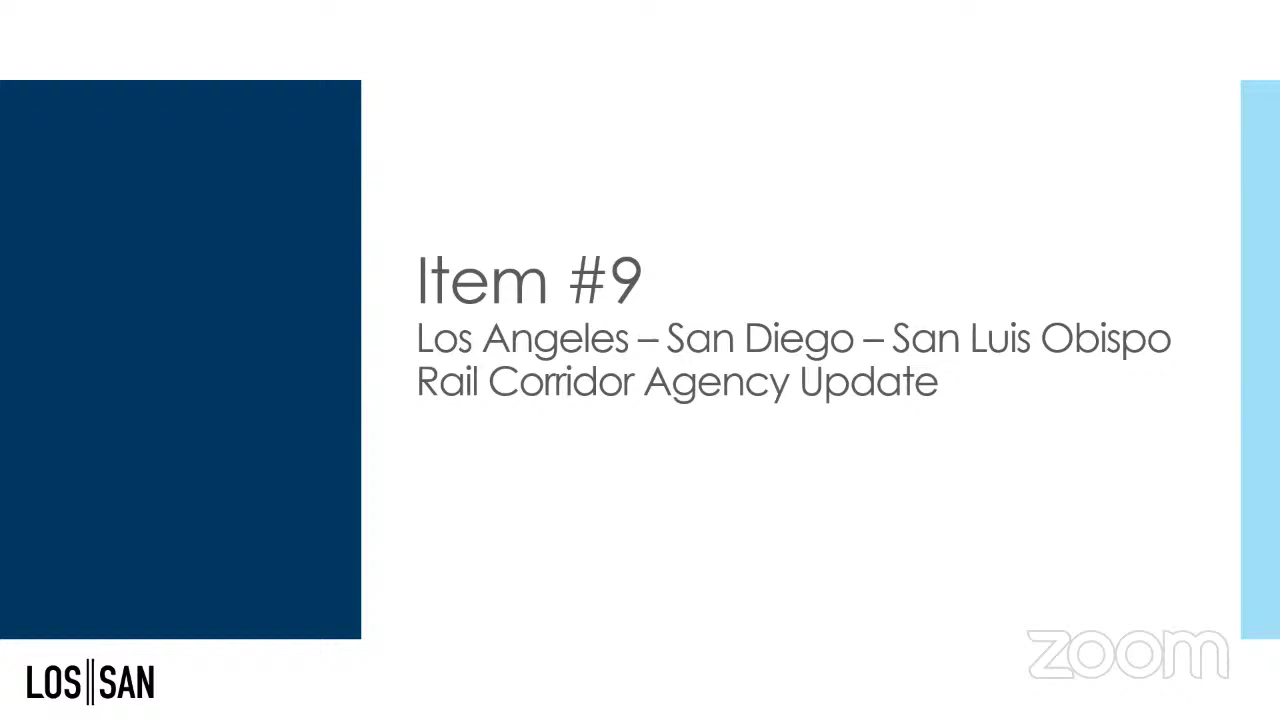 Item #9
Los Angeles – San Diego – San Luis Obispo
Rail Corridor Agency Update
zoom
LOS SAN